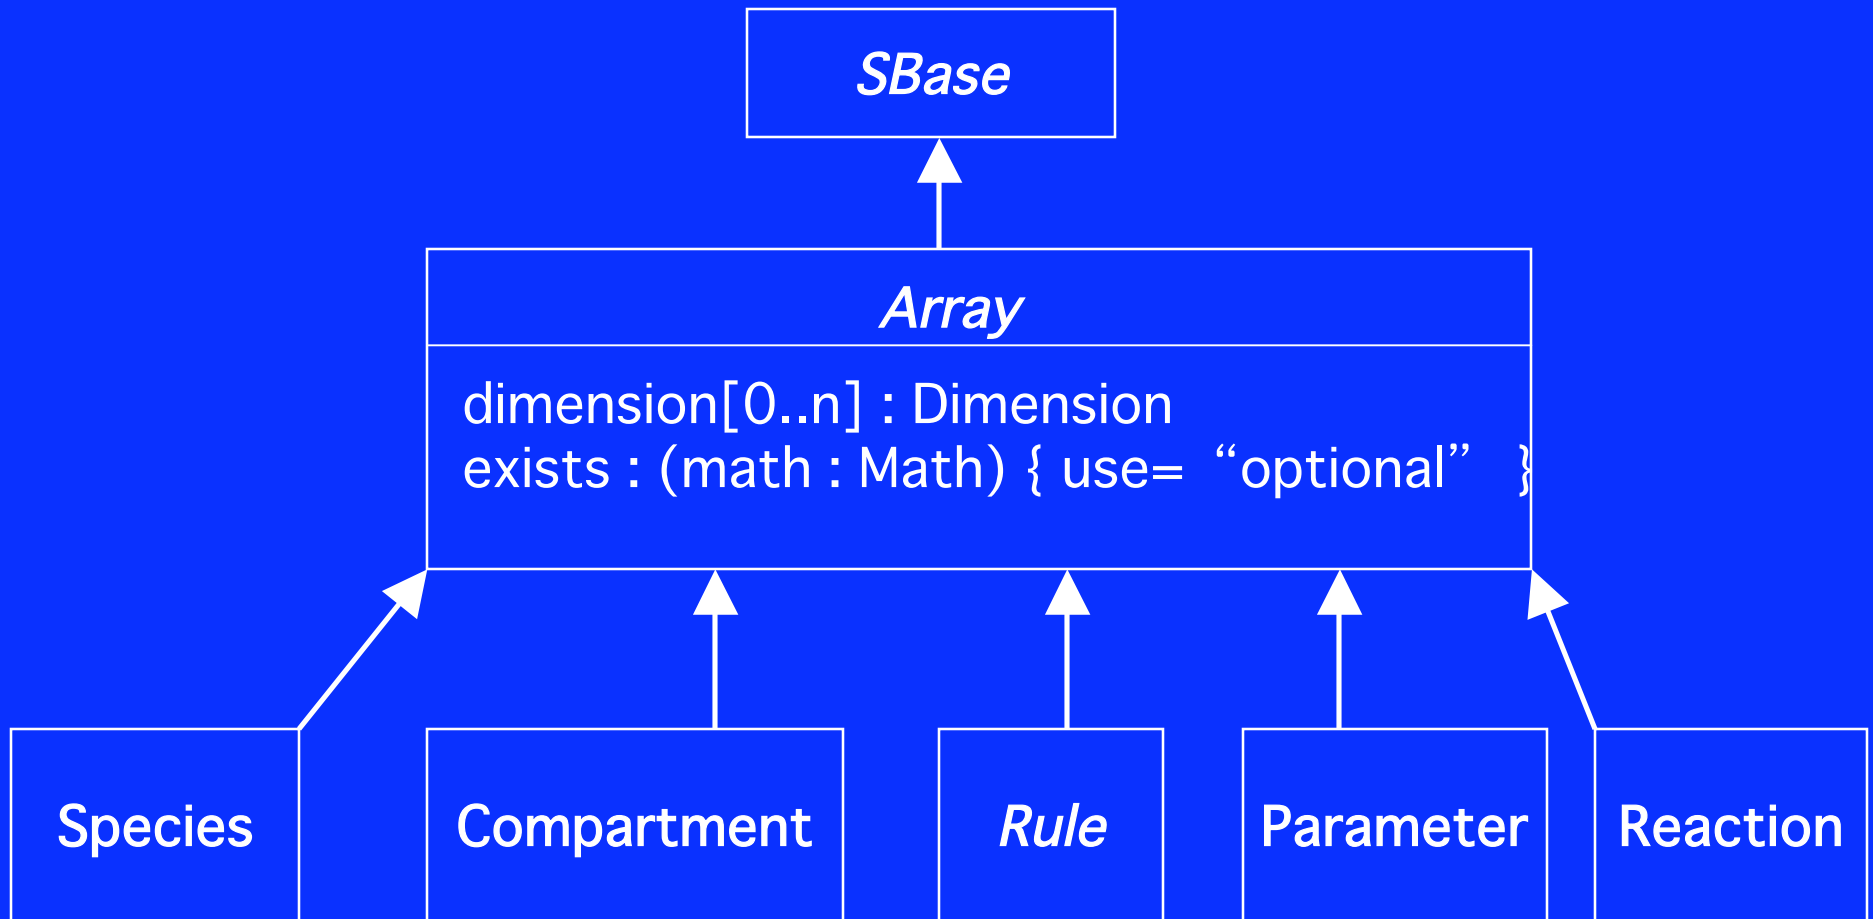 SBase
Array
dimension[0..n] : Dimension
exists : (math : Math) { use= “optional” }
Species Compartment Rule Parameter Reaction